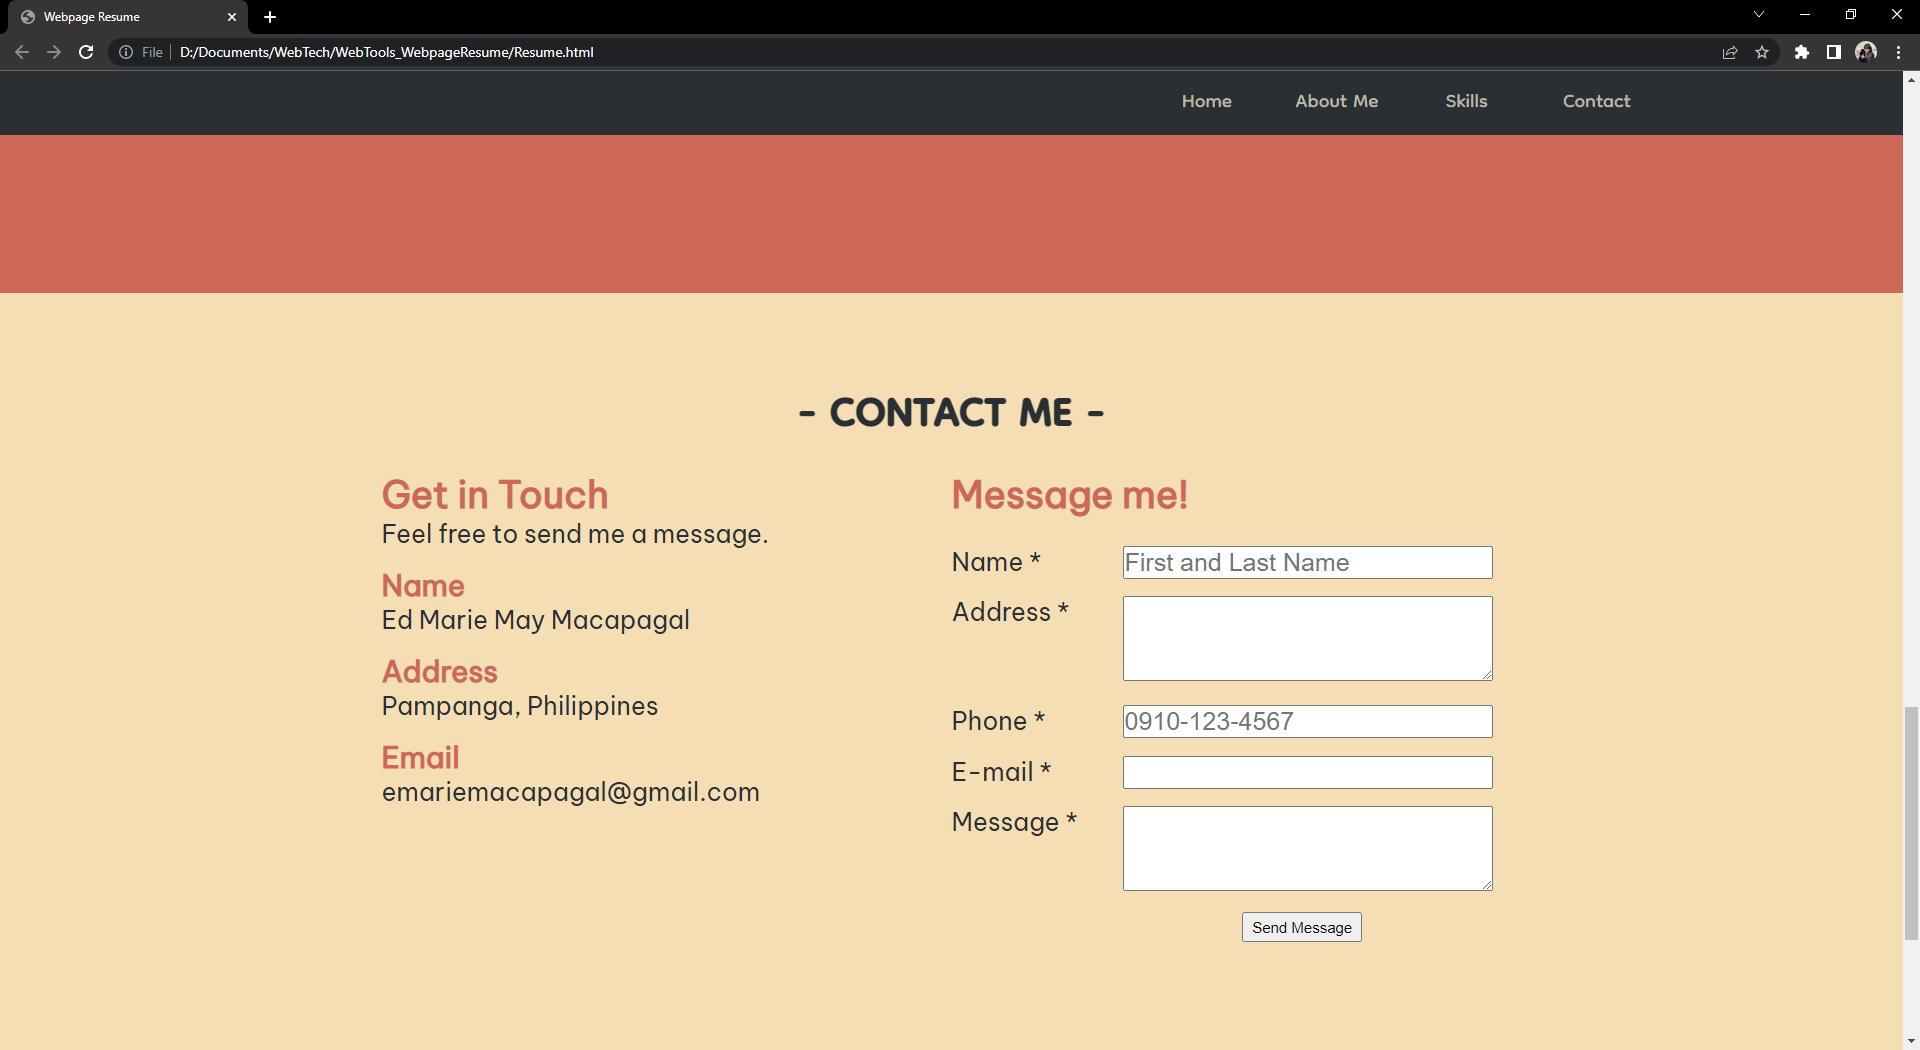 Webpage Resume
File D:/Documents/WebTech/WebTools_WebpageResume/Resume.html
Home About Me Skills Contact
- CONTACT ME -
Get in Touch
Feel free to send me a message.
Name
Ed Marie May Macapagal
Address
Pampanga, Philippines
Email
emariemacapagal@gmail.com
Message me!
Name * First and Last Name
Address *
Phone * 0910-123-4567
E-mail *
Message *
Send Message